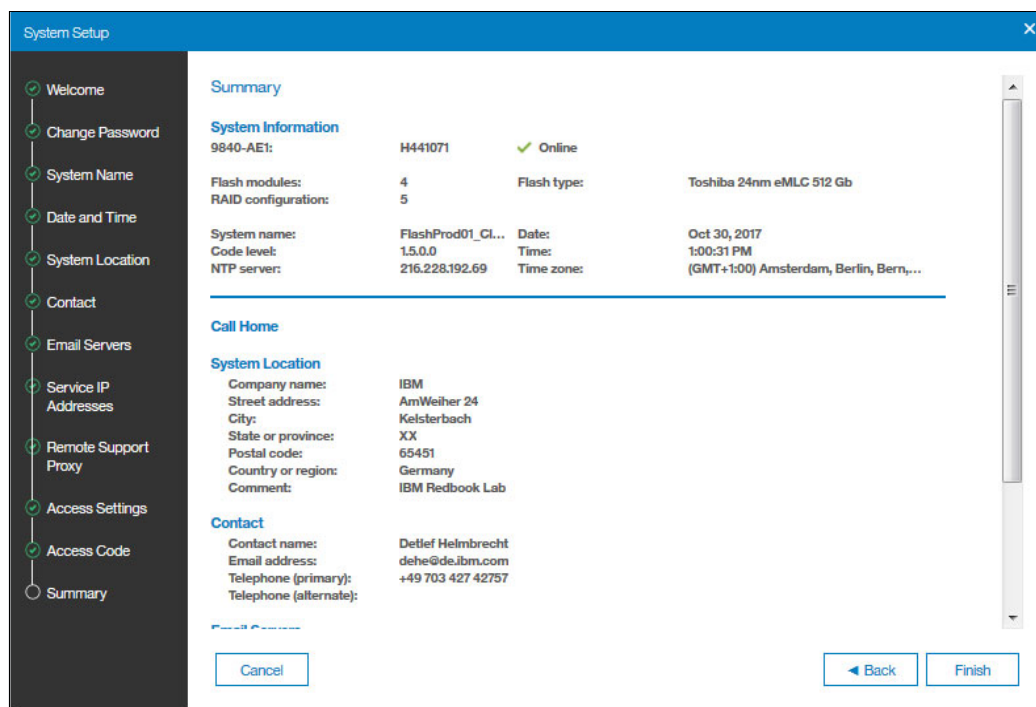 System Setup
Welcome
Change Password
System Name
Date and Time
System Location
Contact
Email Servers
Service IP
Addresses
Remote Support
Proxy
Access Settings
Access Code
Summary
Summary
System Information
9840-AE1: H441071 Online
Flash modules: 4 Flash type: Toshiba 24nm eMLC 512 Gb
RAID configuration: 5
System name: FlashProd01_Cl... Date: Oct 30, 2017
Code level: 1.5.0.0 Time: 1:00:31 PM
NTP server: 216.228.192.69 Time zone: (GMT+1:00) Amsterdam, Berlin, Bern,...
Call Home
System Location
Company name: IBM
Street address: AmWeiher 24
City: Kelsterbach
State or province: XX
Postal code: 65451
Country or region: Germany
Comment: IBM Redbook Lab
Contact
Contact name: Detlef Helmbrecht
Email address: dehe@de.ibm.com
Telephone (primary): +49 703 427 42757
Telephone (alternate):
Email Servers
Cancel
Back
Finish